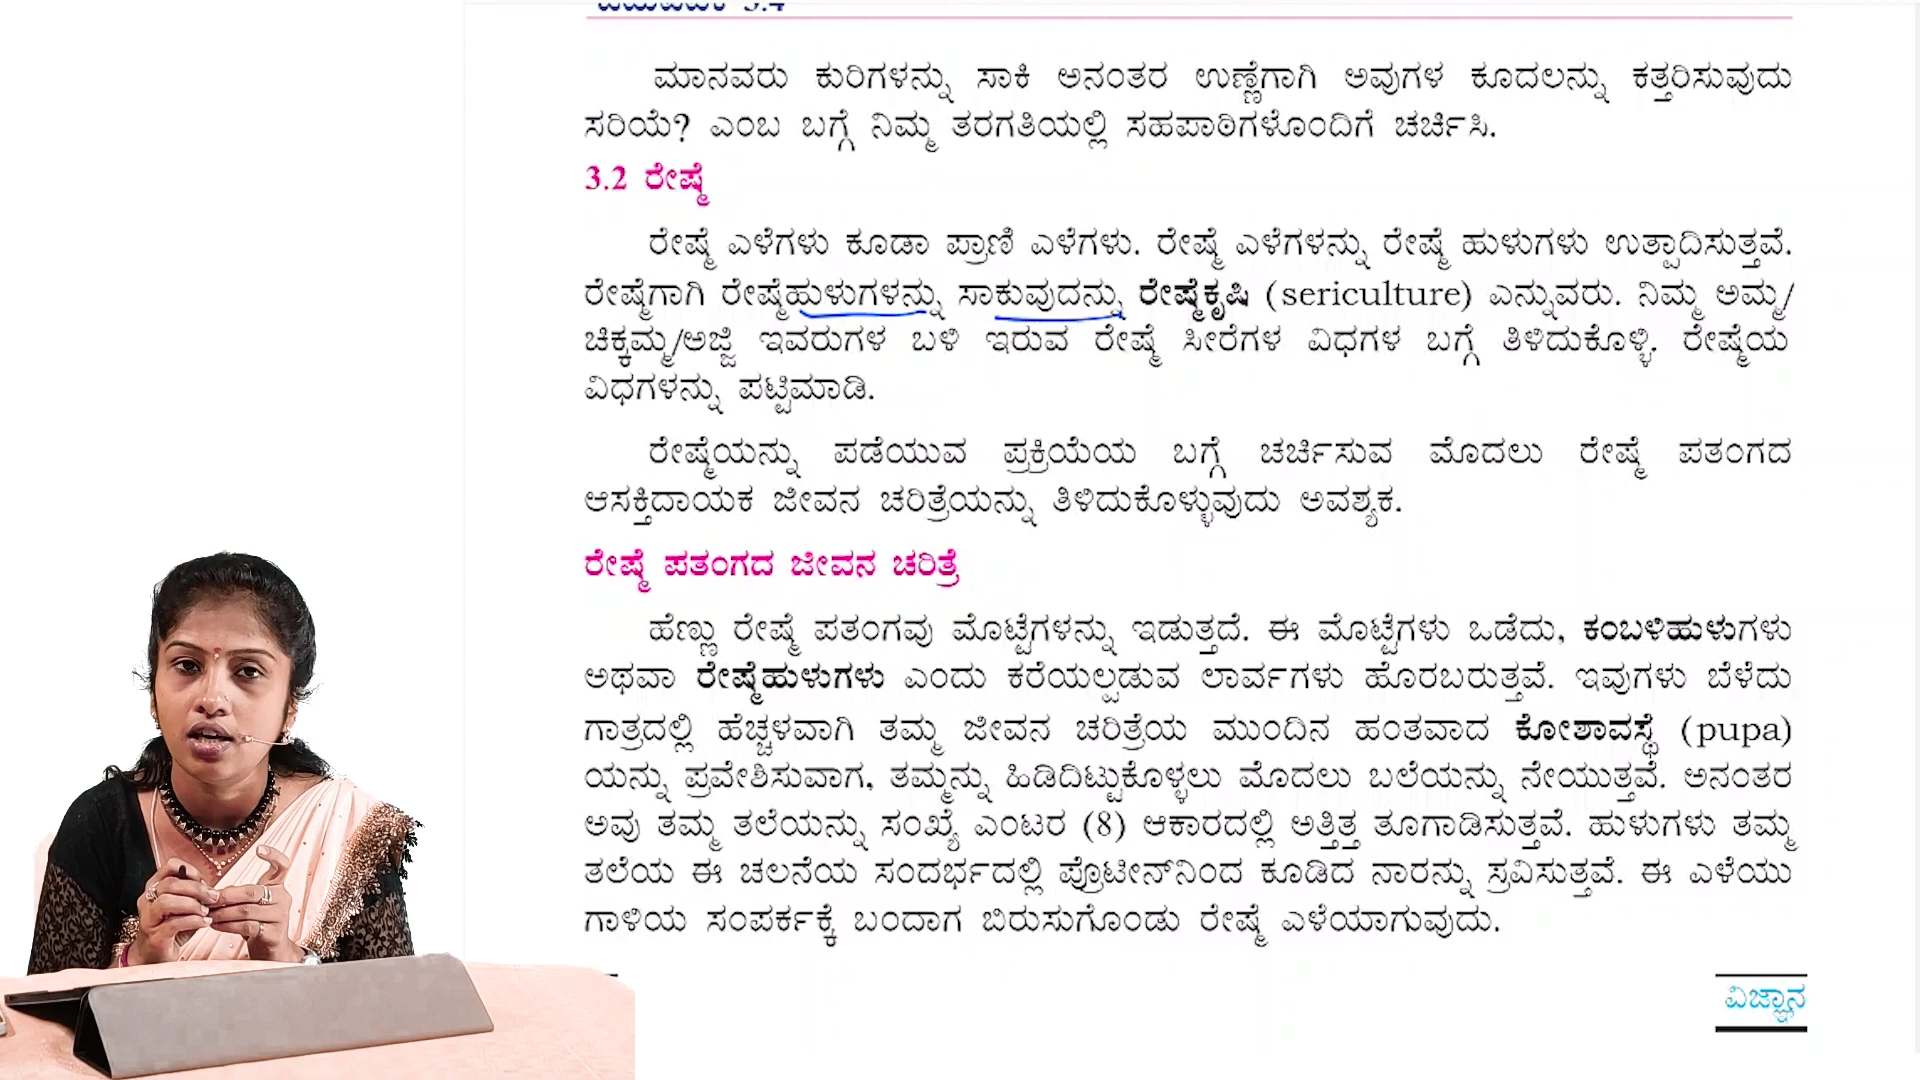 3.4
ಮಾನವರು ಕುರಿಗಳನ್ನು ಸಾಕಿ ಅನಂತರ ಉಣ್ಣೆಗಾಗಿ ಅವುಗಳ ಕೂದಲನ್ನು ಕತ್ತರಿಸುವುದು
ಸರಿಯೆ? ಎಂಬ ಬಗ್ಗೆ ನಿಮ್ಮ ತರಗತಿಯಲ್ಲಿ ಸಹಪಾಠಿಗಳೊಂದಿಗೆ ಚರ್ಚಿಸಿ.
3.2 ರೇಷ್ಮೆ
ರೇಷ್ಮೆ ಎಳೆಗಳು ಕೂಡಾ ಪ್ರಾಣಿ ಎಳೆಗಳು. ರೇಷ್ಮೆ ಎಳೆಗಳನ್ನು ರೇಷ್ಮೆ ಹುಳುಗಳು ಉತ್ಪಾದಿಸುತ್ತವೆ.
ರೇಷ್ಮೆಗಾಗಿ ರೇಷ್ಮೆಹುಳುಗಳನ್ನು ಸಾಕುವುದನ್ನು ರೇಷ್ಮೆಕೃಷಿ (sericulture) ಎನ್ನುವರು. ನಿಮ್ಮ ಅಮ್ಮ/
ಚಿಕ್ಕಮ್ಮ/ಅಜ್ಜಿ ಇವರುಗಳ ಬಳಿ ಇರುವ ರೇಷ್ಮೆ ಸೀರೆಗಳ ವಿಧಗಳ ಬಗ್ಗೆ ತಿಳಿದುಕೊಳ್ಳಿ. ರೇಷ್ಮೆಯ
ವಿಧಗಳನ್ನು ಪಟ್ಟಿಮಾಡಿ.
ರೇಷ್ಮೆಯನ್ನು ಪಡೆಯುವ ಪ್ರಕ್ರಿಯೆಯ ಬಗ್ಗೆ ಚರ್ಚಿಸುವ ಮೊದಲು ರೇಷ್ಮೆ ಪತಂಗದ
ಆಸಕ್ತಿದಾಯಕ ಜೀವನ ಚರಿತ್ರೆಯನ್ನು ತಿಳಿದುಕೊಳ್ಳುವುದು ಅವಶ್ಯಕ.
ರೇಷ್ಮೆ ಪತಂಗದ ಜೀವನ ಚರಿತ್ರೆ
ಹೆಣ್ಣು ರೇಷ್ಮೆ ಪತಂಗವು ಮೊಟ್ಟೆಗಳನ್ನು ಇಡುತ್ತದೆ. ಈ ಮೊಟ್ಟೆಗಳು ಒಡೆದು, ಕಂಬಳಿಹುಳುಗಳು
ಅಥವಾ ರೇಷ್ಮೆಹುಳುಗಳು ಎಂದು ಕರೆಯಲ್ಪಡುವ ಲಾರ್ವಗಳು ಹೊರಬರುತ್ತವೆ. ಇವುಗಳು ಬೆಳೆದು
ಗಾತ್ರದಲ್ಲಿ ಹೆಚ್ಚಳವಾಗಿ ತಮ್ಮ ಜೀವನ ಚರಿತ್ರೆಯ ಮುಂದಿನ ಹಂತವಾದ ಕೋಶಾವಸ್ಥೆ (pupa)
ಯನ್ನು ಪ್ರವೇಶಿಸುವಾಗ, ತಮ್ಮನ್ನು ಹಿಡಿದಿಟ್ಟುಕೊಳ್ಳಲು ಮೊದಲು ಬಲೆಯನ್ನು ನೇಯುತ್ತವೆ. ಅನಂತರ
ಅವು ತಮ್ಮ ತಲೆಯನ್ನು ಸಂಖ್ಯೆ ಎಂಟರ (8) ಆಕಾರದಲ್ಲಿ ಅತ್ತಿತ್ತ ತೂಗಾಡಿಸುತ್ತವೆ. ಹುಳುಗಳು ತಮ್ಮ
ತಲೆಯ ಈ ಚಲನೆಯ ಸಂದರ್ಭದಲ್ಲಿ ಪ್ರೊಟೀನ್‌ನಿಂದ ಕೂಡಿದ ನಾರನ್ನು ಸ್ರವಿಸುತ್ತವೆ. ಈ ಎಳೆಯು
ಗಾಳಿಯ ಸಂಪರ್ಕಕ್ಕೆ ಬಂದಾಗ ಬಿರುಸುಗೊಂಡು ರೇಷ್ಮೆ ಎಳೆಯಾಗುವುದು.
ವಿಜ್ಞಾನ